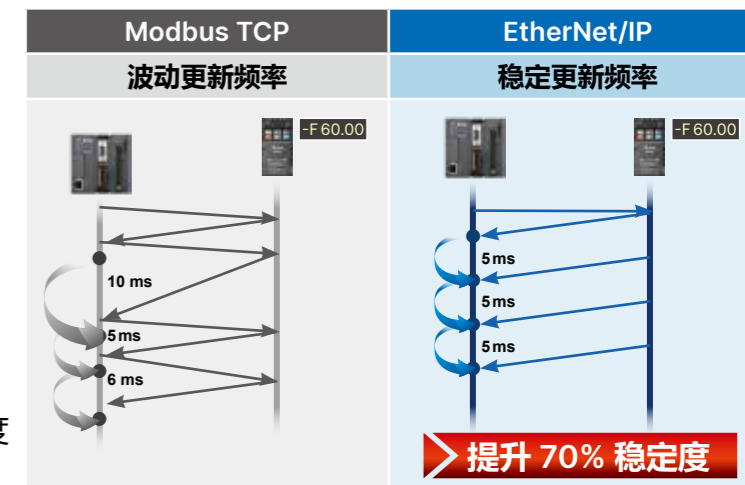 Modbus TCP
EtherNet/IP
波动更新频率
稳定更新频率
-F 60.00
-F 60.00
10 ms
5 ms
6 ms
5 ms
5 ms
5 ms
度
提升 70% 稳定度